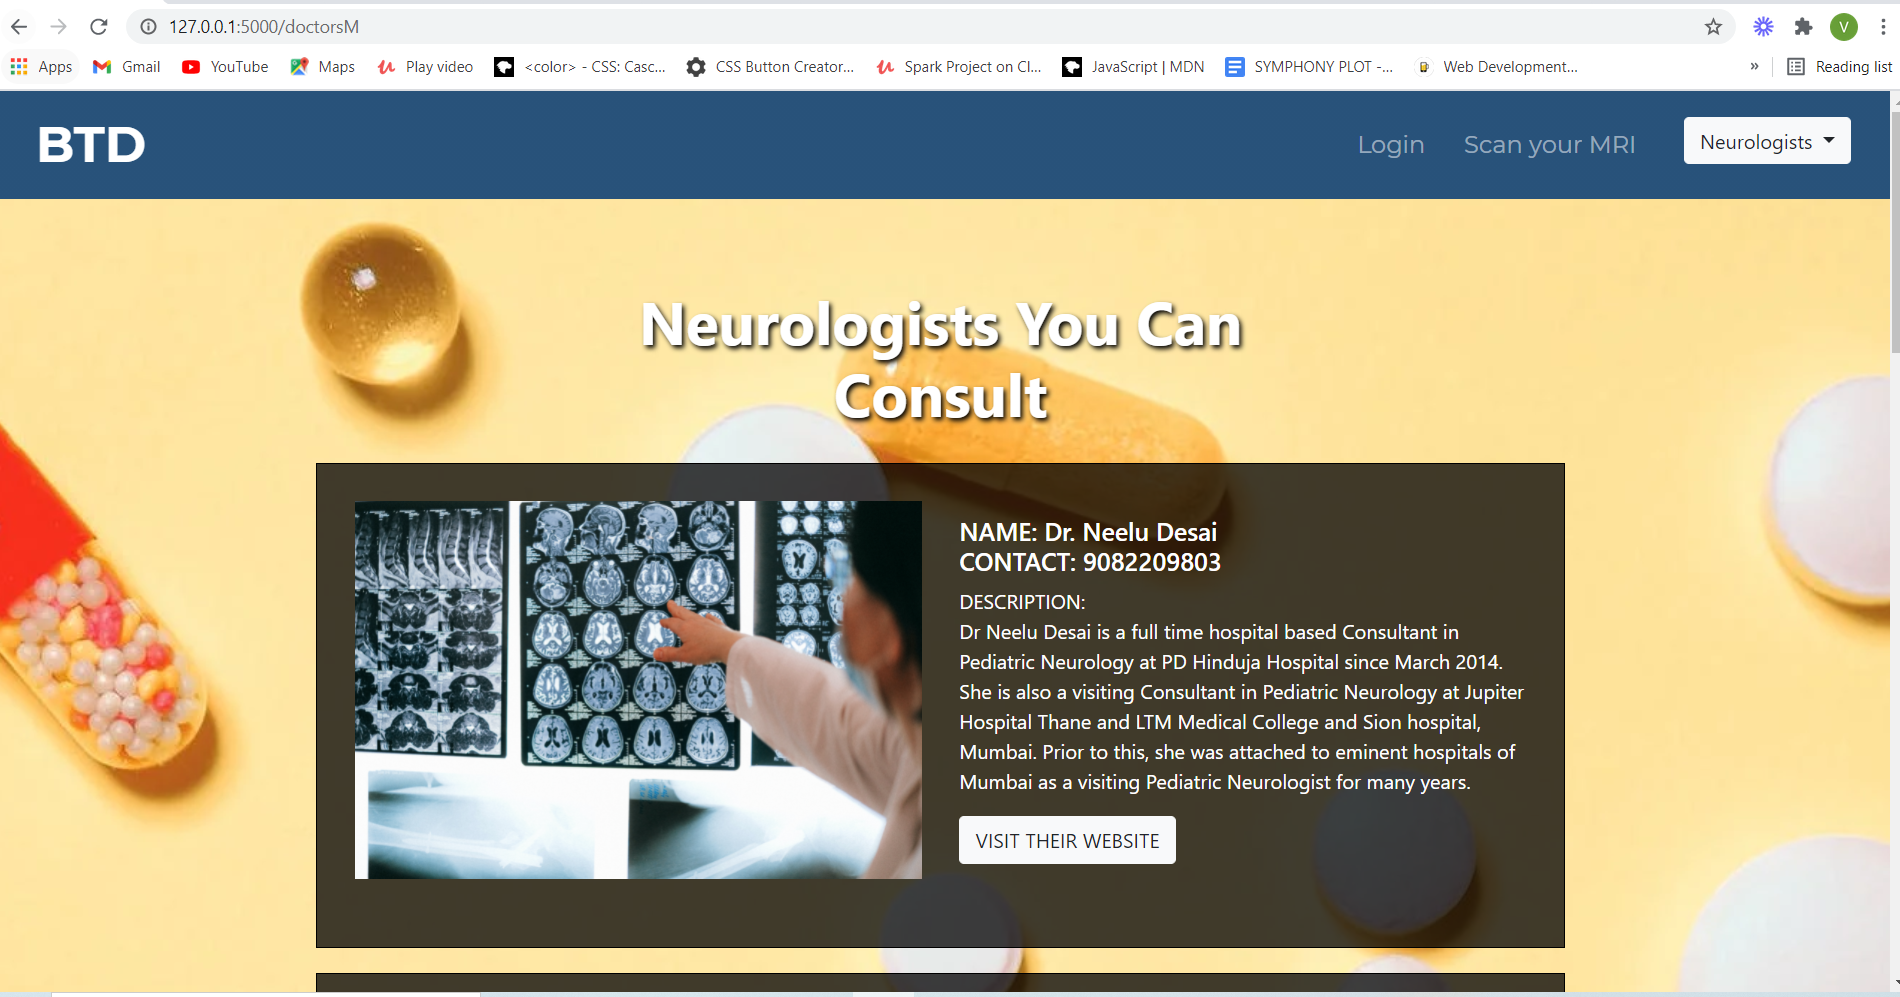 127.0.0.1:5000/doctorsM
V
Apps Gmail YouTube Maps Play video <color> - CSS: Casc... CSS Button Creator... Spark Project on Cl... JavaScript | MDN SYMPHONY PLOT -... Web Development... » Reading list
BTD Login Scan your MRI Neurologists
Neurologists You Can
Consult
NAME: Dr. Neelu Desai
CONTACT: 9082209803
DESCRIPTION:
Dr Neelu Desai is a full time hospital based Consultant in
Pediatric Neurology at PD Hinduja Hospital since March 2014.
She is also a visiting Consultant in Pediatric Neurology at Jupiter
Hospital Thane and LTM Medical College and Sion hospital,
Mumbai. Prior to this, she was attached to eminent hospitals of
Mumbai as a visiting Pediatric Neurologist for many years.
VISIT THEIR WEBSITE